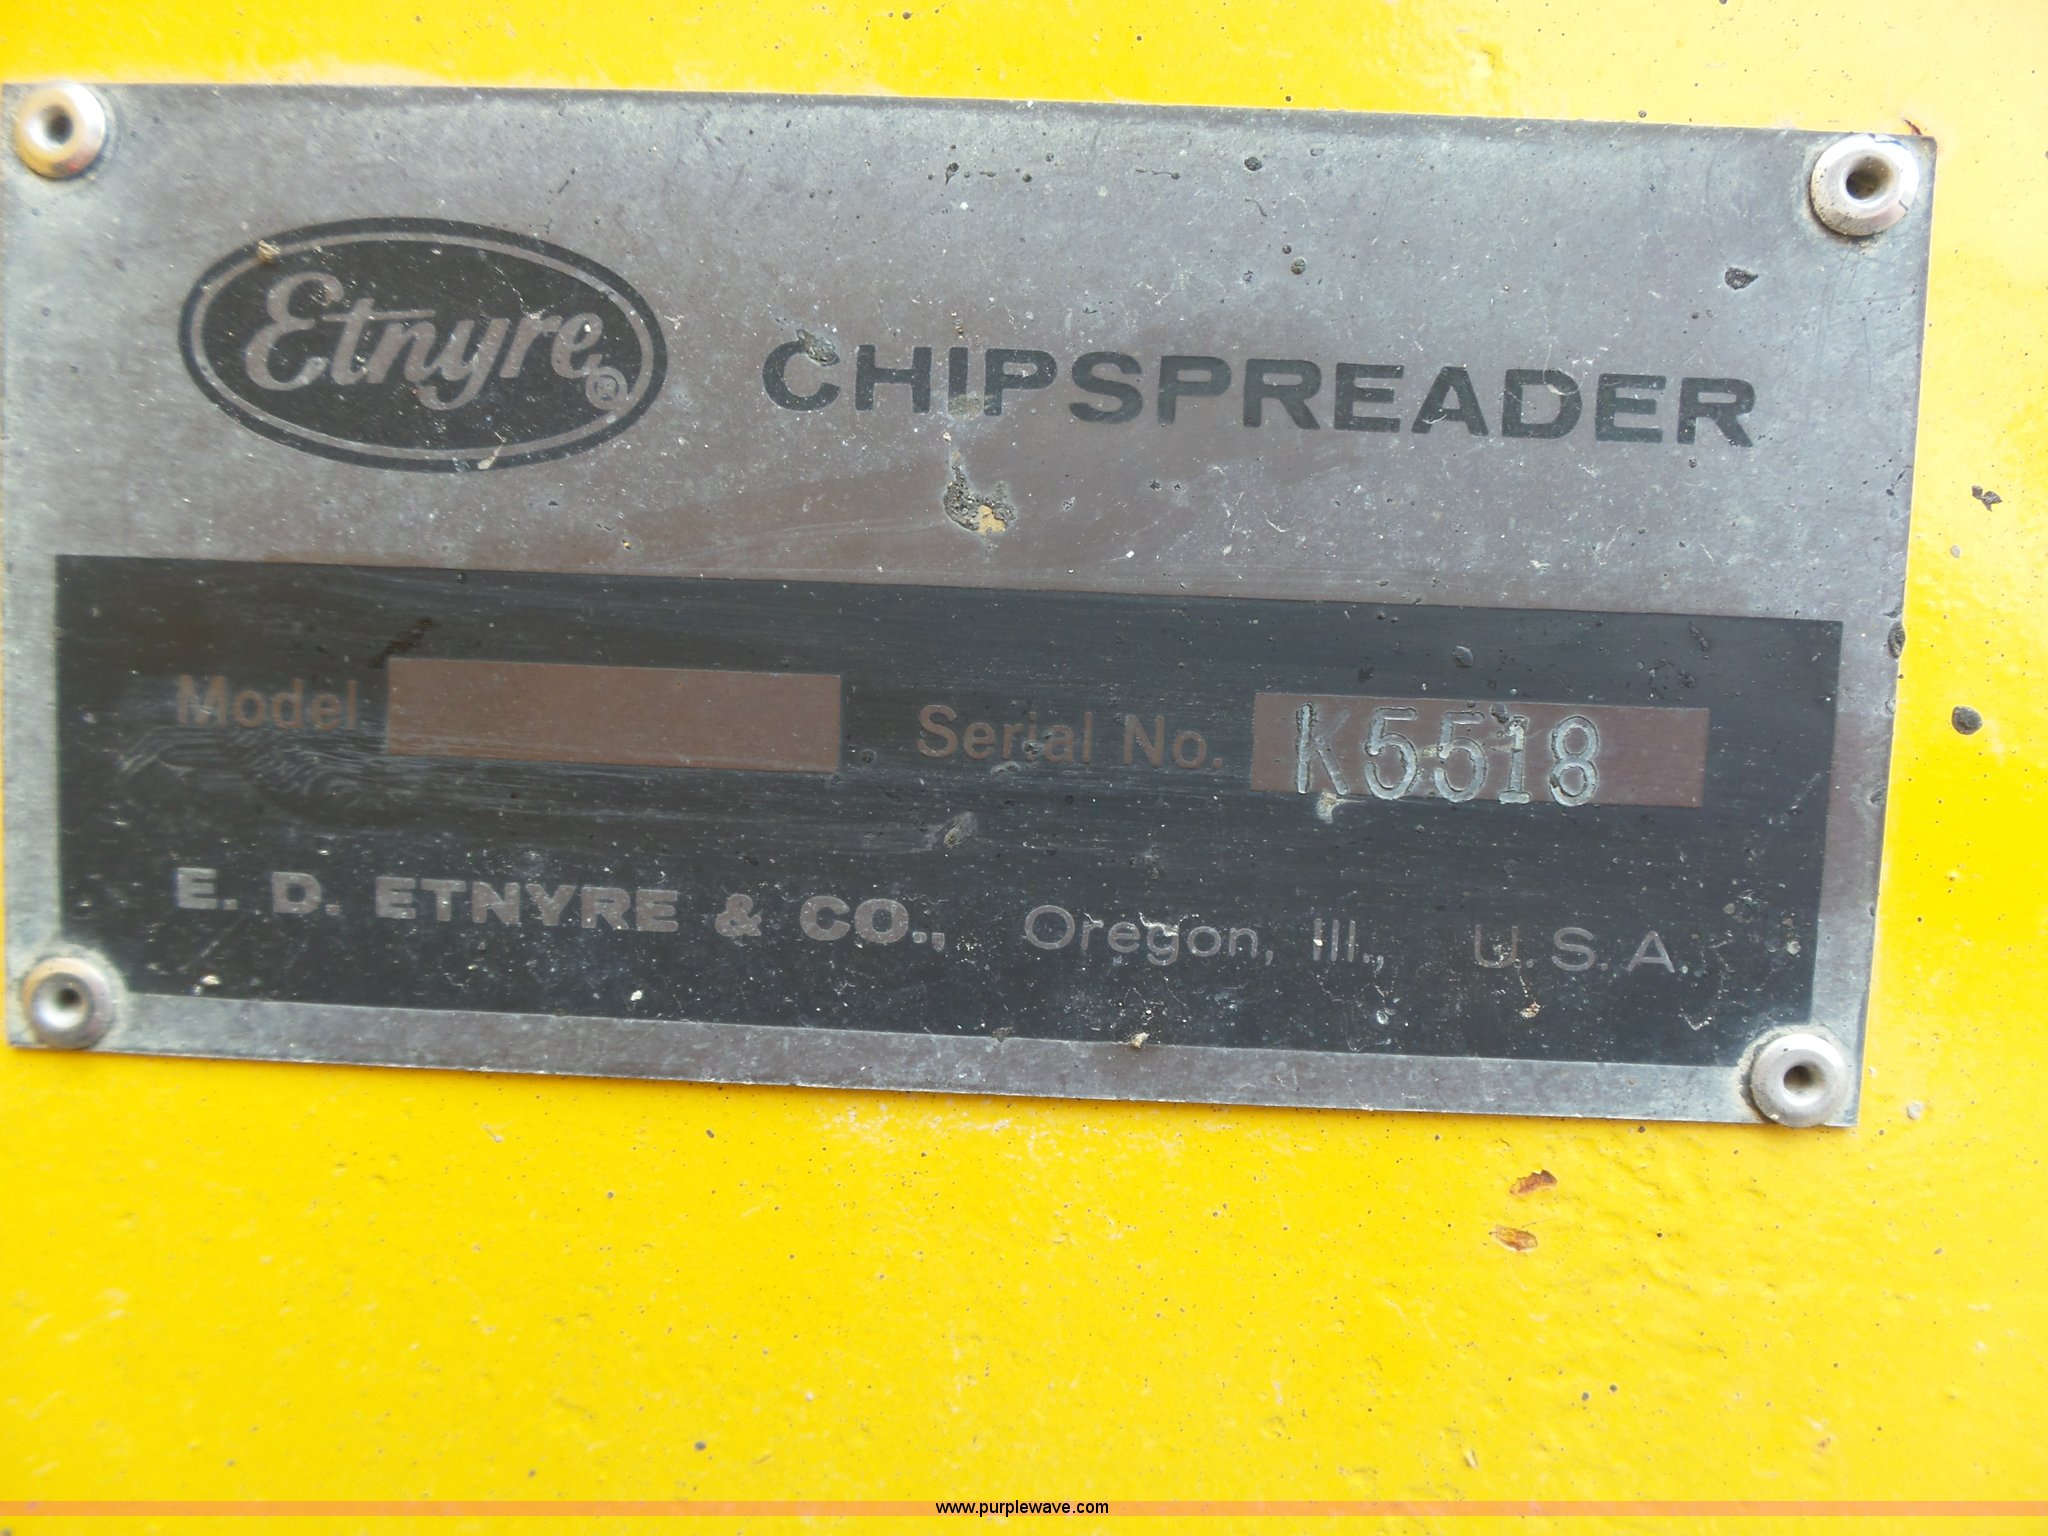 Etnyre® CHIPSPREADER
Model Serial No. K5518
E. D. ETNYRE & CO., Oregon, Ill., U.S.A.
www.purplewave.com